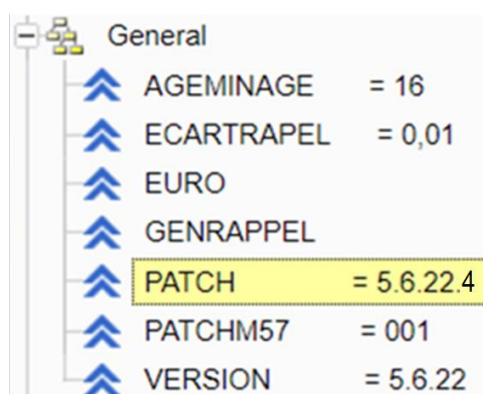 General
AGEMINAGE = 16
ECARTRAPEL = 0,01
EURO
GENRAPPEL
PATCH = 5.6.22.4
PATCHM57 = 001
VERSION = 5.6.22